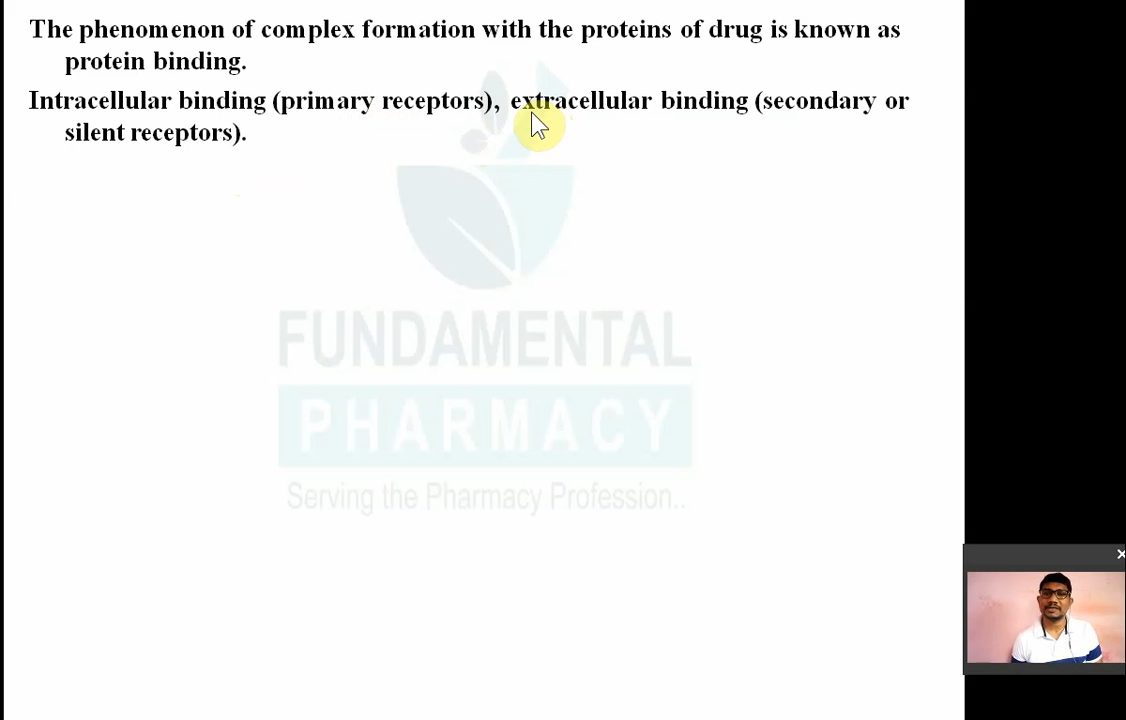 The phenomenon of complex formation with the proteins of drug is known as
protein binding.
Intracellular binding (primary receptors), extracellular binding (secondary or
silent receptors).
FUNDAMENTAL
PHARMACY
Serving the Pharmacy Profession..